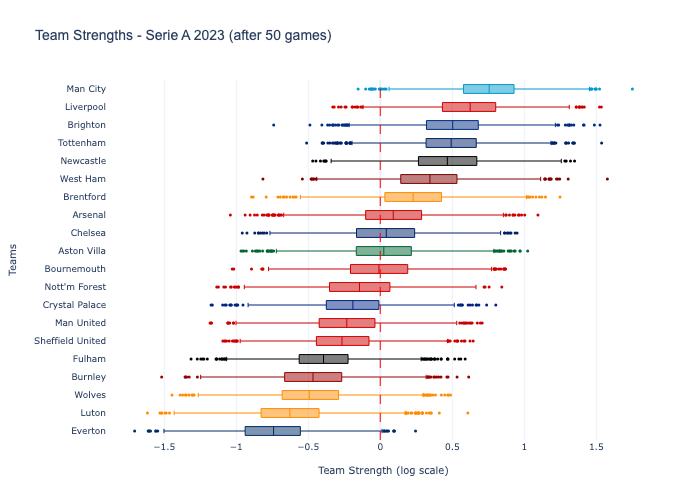 Team Strengths - Serie A 2023 (after 50 games)
Man City
Liverpool
Brighton
Tottenham
Newcastle
West Ham
Brentford
Arsenal
Chelsea
Aston Villa
Bournemouth
Nott'm Forest
Crystal Palace
Man United
Sheffield United
Fulham
Burnley
Wolves
Luton
Everton
Teams
−1.5 −1 −0.5 0 0.5 1 1.5
Team Strength (log scale)